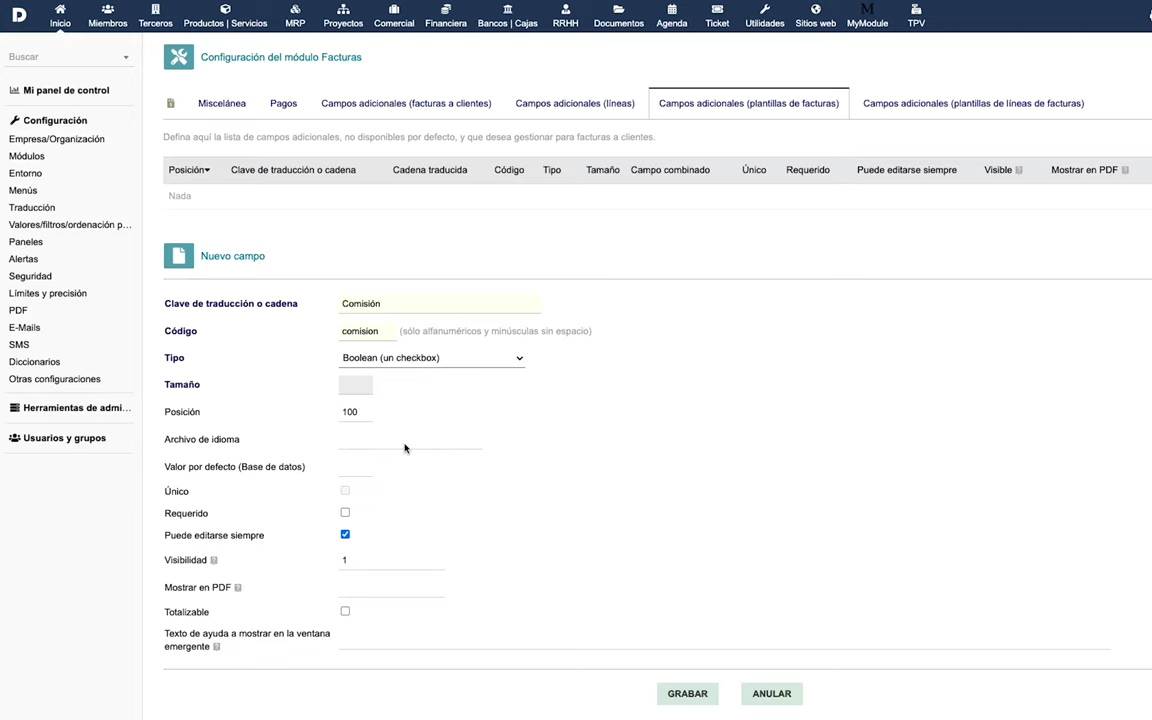 D Inicio Miembros Terceros Productos | Servicios MRP Proyectos Comercial Financiera Bancos | Cajas RRHH Documentos Agenda Ticket Utilidades Sitios web M MyModule TPV
Buscar
Mi panel de control
Configuración
Empresa/Organización
Módulos
Entorno
Menús
Traducción
Valores/filtros/ordenación p...
Paneles
Alertas
Seguridad
Límites y precisión
PDF
E-Mails
SMS
Diccionarios
Otras configuraciones
Herramientas de admi...
Usuarios y grupos
Configuración del módulo Facturas
Miscelánea Pagos Campos adicionales (facturas a clientes) Campos adicionales (líneas) Campos adicionales (plantillas de facturas) Campos adicionales (plantillas de líneas de facturas)
Defina aquí la lista de campos adicionales, no disponibles por defecto, y que desea gestionar para facturas a clientes.
Posición Clave de traducción o cadena Cadena traducida Código Tipo Tamaño Campo combinado Único Requerido Puede editarse siempre Visible ? Mostrar en PDF ?
Nada
Nuevo campo
Clave de traducción o cadena Comisión
Código comision (sólo alfanuméricos y minúsculas sin espacio)
Tipo Boolean (un checkbox)
Tamaño
Posición 100
Archivo de idioma
Valor por defecto (Base de datos)
Único
Requerido
Puede editarse siempre
Visibilidad ? 1
Mostrar en PDF ?
Totalizable
Texto de ayuda a mostrar en la ventana
emergente ?
GRABAR ANULAR